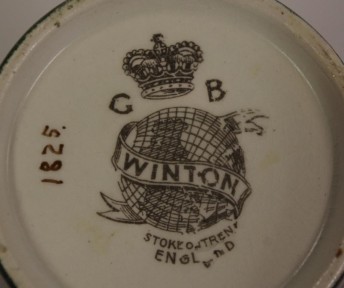 G B
WINTON
STOKE ON TRENT
ENGLAND
1825.